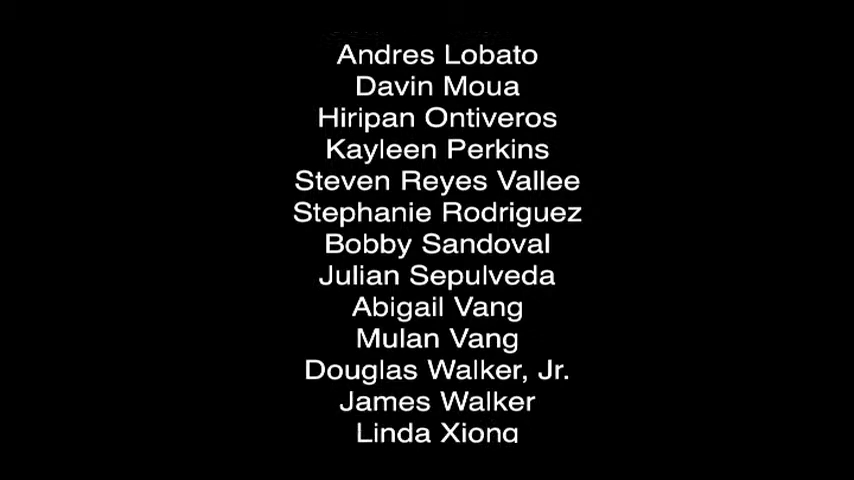 Andres Lobato
Davin Moua
Hiripan Ontiveros
Kayleen Perkins
Steven Reyes Vallee
Stephanie Rodriguez
Bobby Sandoval
Julian Sepulveda
Abigail Vang
Mulan Vang
Douglas Walker, Jr.
James Walker
Linda Xiong